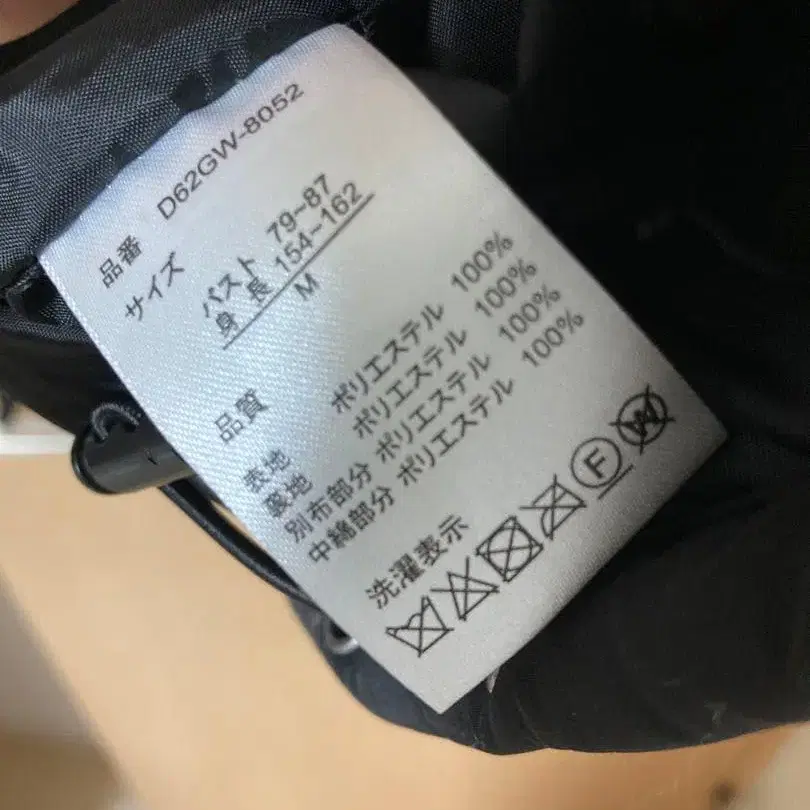 品番 D62GW-8052
サイズ
バスト 79~87
身長 154~162
M
品質
表地 ポリエステル 100%
裏地 ポリエステル 100%
別布部分 ポリエステル 100%
中綿部分 ポリエステル 100%
洗濯表示
F W